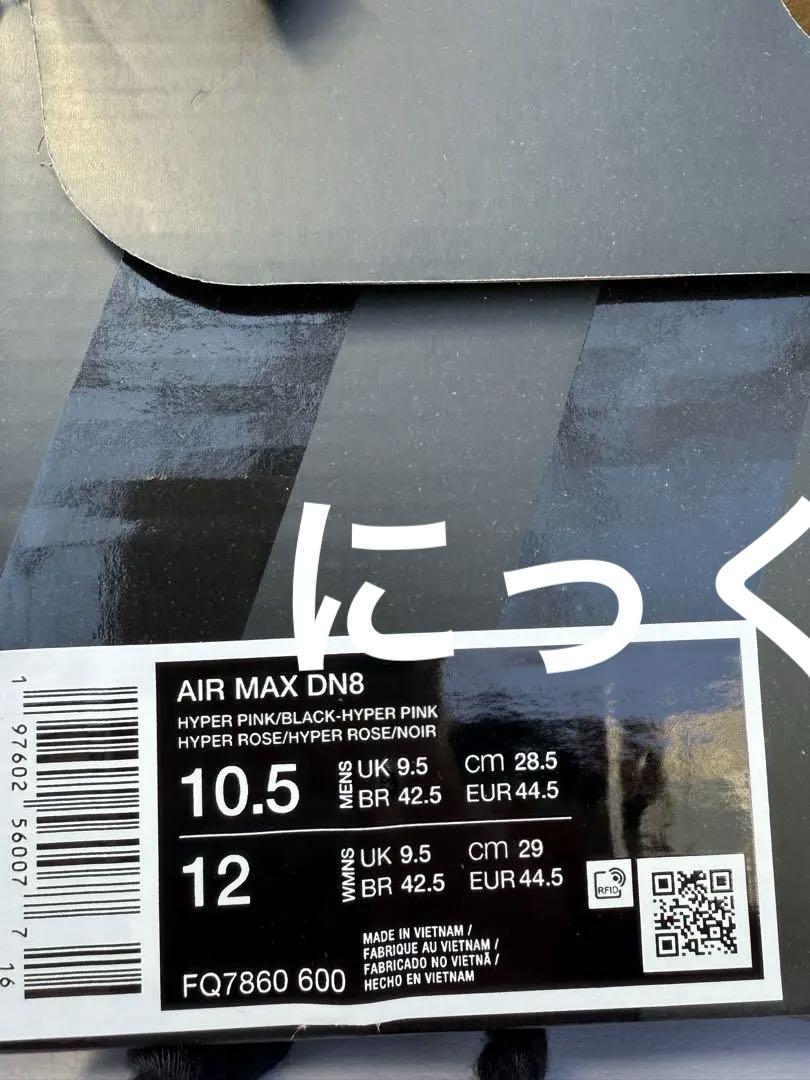 にっく
AIR MAX DN8
HYPER PINK/BLACK-HYPER PINK
HYPER ROSE/HYPER ROSE/NOIR
10.5 MENS UK 9.5 CM 28.5
BR 42.5 EUR 44.5
12 WMNS UK 9.5 CM 29
BR 42.5 EUR 44.5
RFID
MADE IN VIETNAM /
FABRIQUE AU VIETNAM /
FABRICADO NO VIETNÃ /
HECHO EN VIETNAM
FQ7860 600
1 97602 56007 7 16